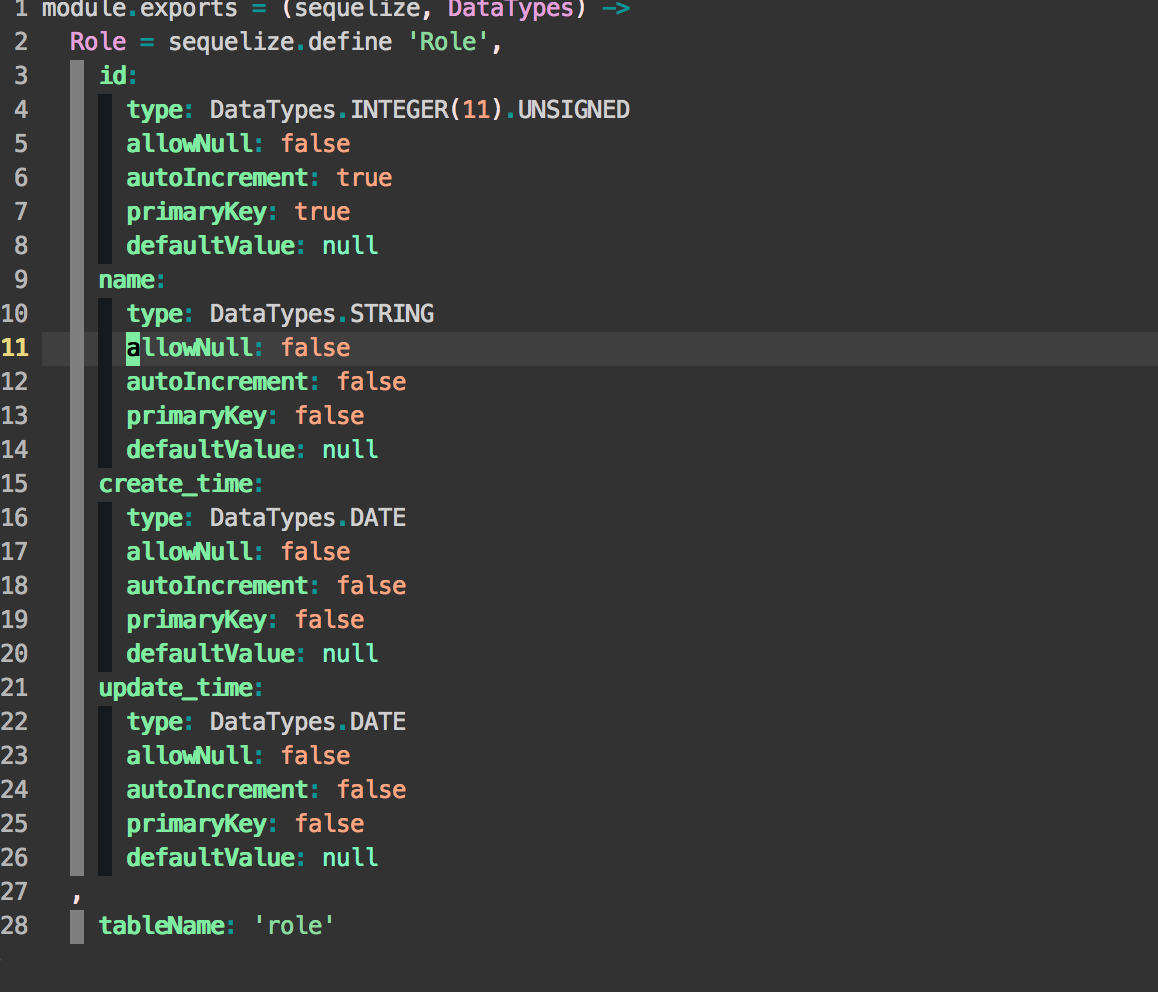 1 module.exports = (sequelize, DataTypes) ->
2   Role = sequelize.define 'Role',
3     id:
4       type: DataTypes.INTEGER(11).UNSIGNED
5       allowNull: false
6       autoIncrement: true
7       primaryKey: true
8       defaultValue: null
9     name:
10       type: DataTypes.STRING
11       allowNull: false
12       autoIncrement: false
13       primaryKey: false
14       defaultValue: null
15     create_time:
16       type: DataTypes.DATE
17       allowNull: false
18       autoIncrement: false
19       primaryKey: false
20       defaultValue: null
21     update_time:
22       type: DataTypes.DATE
23       allowNull: false
24       autoIncrement: false
25       primaryKey: false
26       defaultValue: null
27   ,
28     tableName: 'role'